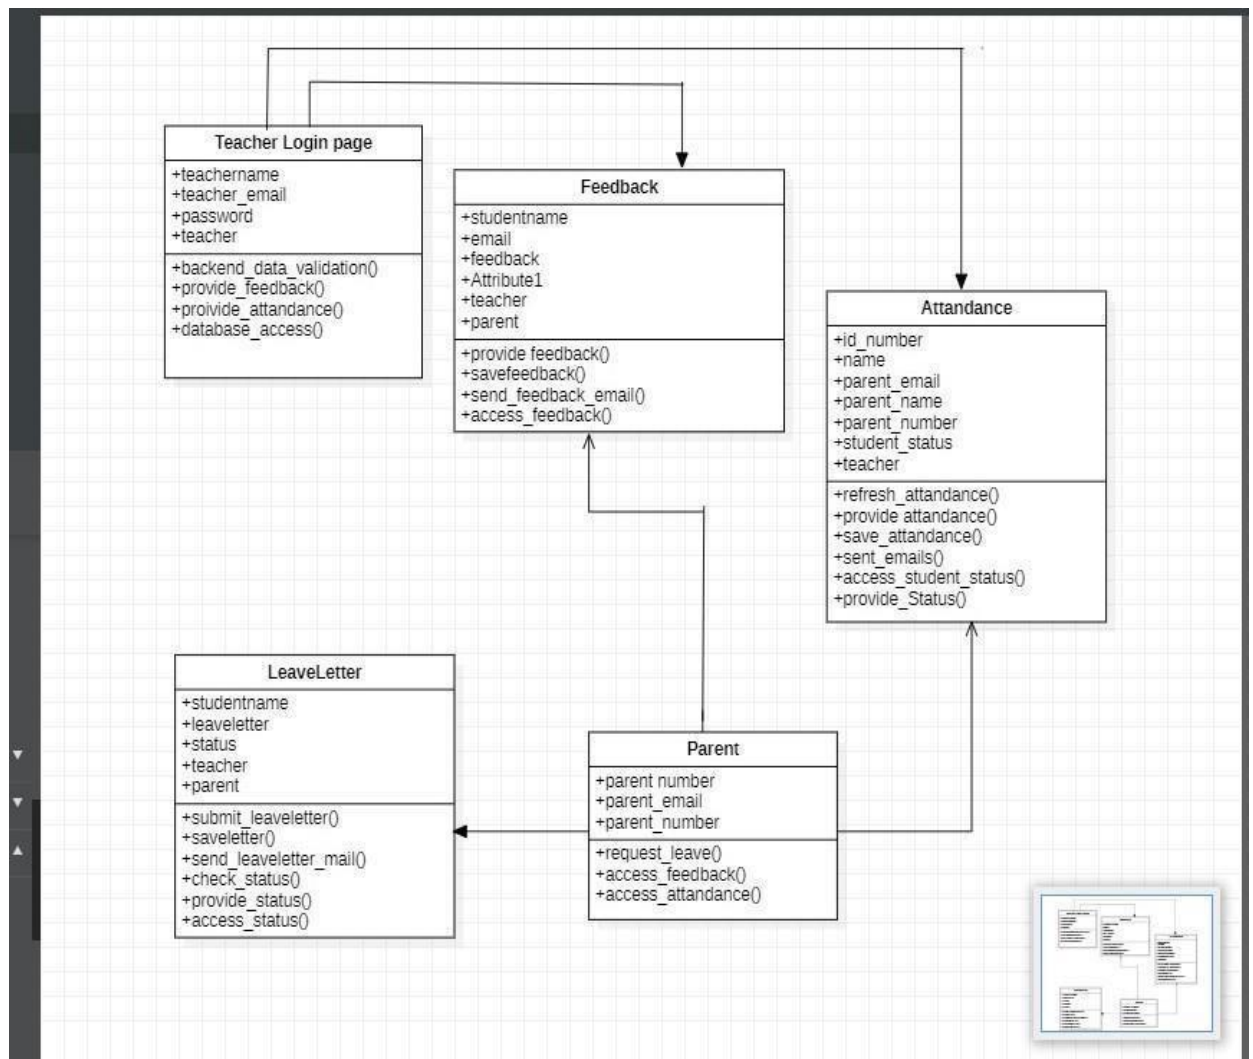 Teacher Login page
+teachername
+teacher_email
+password
+teacher
+backend_data_validation()
+provide_feedback()
+proivide_attandance()
+database_access()
Feedback
+studentname
+email
+feedback
+Attribute1
+teacher
+parent
+provide feedback()
+savefeedback()
+send_feedback_email()
+access_feedback()
Attandance
+id_number
+name
+parent_email
+parent_name
+parent_number
+student_status
+teacher
+refresh_attandance()
+provide attandance()
+save_attandance()
+sent_emails()
+access_student_status()
+provide_Status()
LeaveLetter
+studentname
+leaveletter
+status
+teacher
+parent
+submit_leaveletter()
+saveletter()
+send_leaveletter_mail()
+check_status()
+provide_status()
+access_status()
Parent
+parent number
+parent_email
+parent_number
+request_leave()
+access_feedback()
+access_attandance()